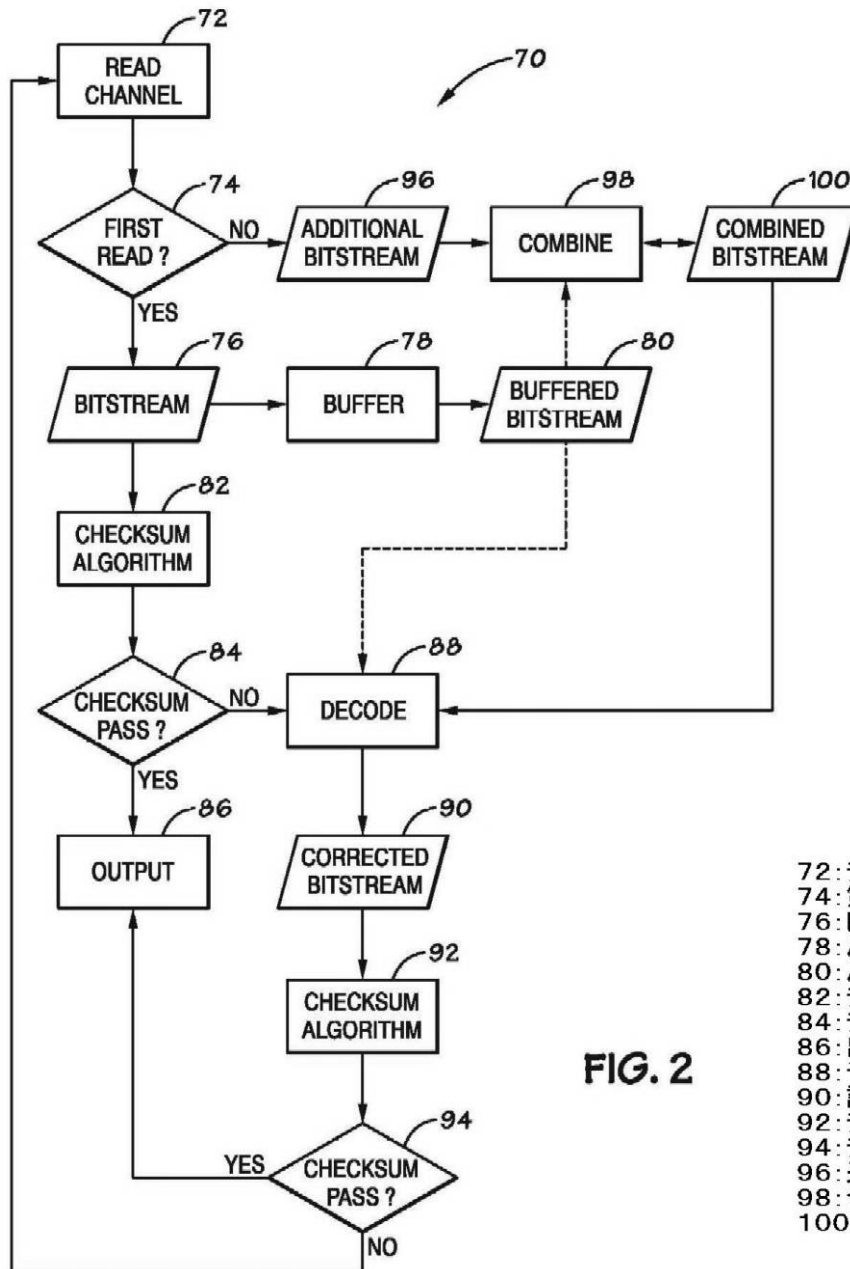 72
READ
CHANNEL
70
74
FIRST
READ ?
NO
YES
96
ADDITIONAL
BITSTREAM
98
COMBINE
100
COMBINED
BITSTREAM
76
BITSTREAM
78
BUFFER
80
BUFFERED
BITSTREAM
82
CHECKSUM
ALGORITHM
84
CHECKSUM
PASS ?
NO
YES
88
DECODE
86
OUTPUT
90
CORRECTED
BITSTREAM
92
CHECKSUM
ALGORITHM
94
CHECKSUM
PASS ?
YES
NO
FIG. 2
72:
74:
76:
78:
80:
82:
84:
86:
88:
90:
92:
94:
96:
98:
100